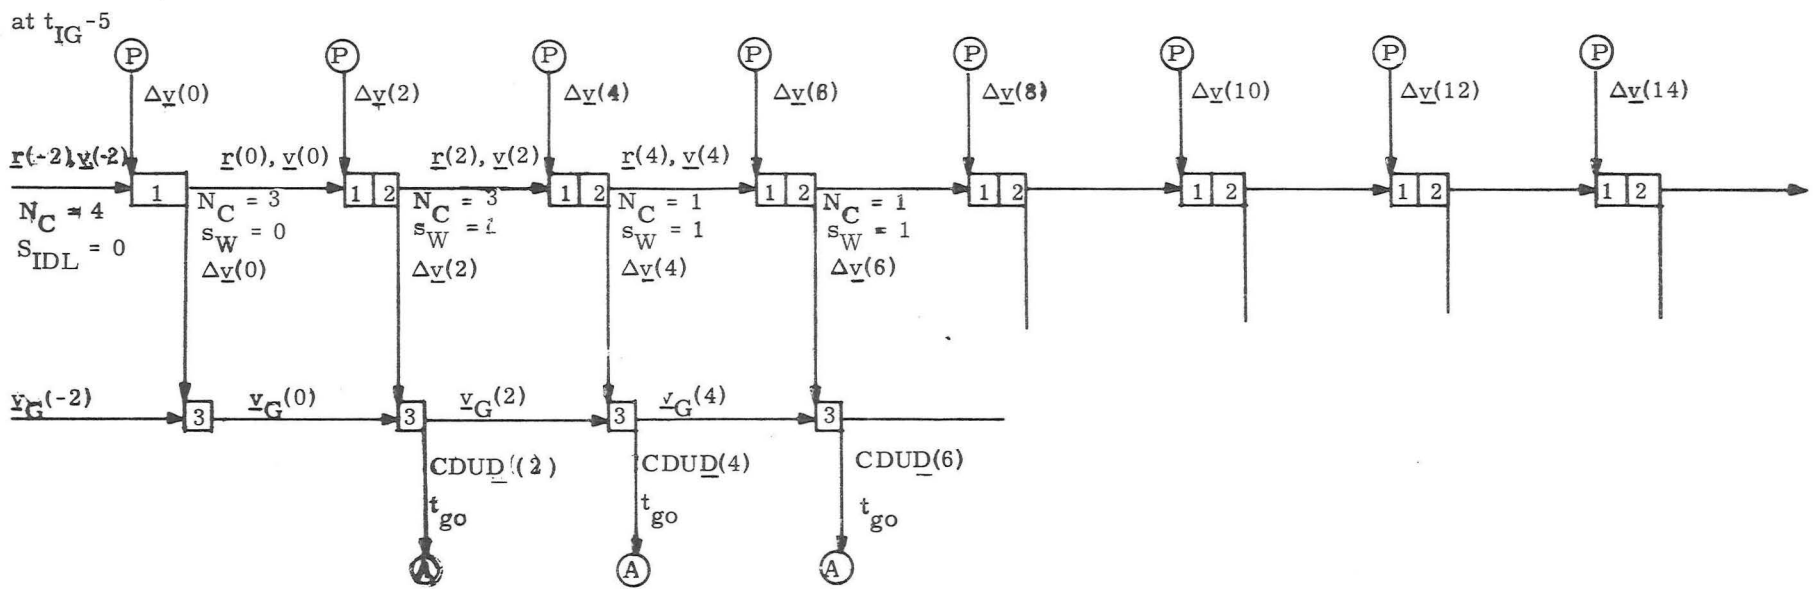 at t_IG -5
P P P P P P P P
Δv(0) Δv(2) Δv(4) Δv(6) Δv(8) Δv(10) Δv(12) Δv(14)
r(-2), v(-2) r(0), v(0) r(2), v(2) r(4), v(4)
1 1 2 1 2 1 2 1 2 1 2 1 2 1 2
N_C = 4 N_C = 3 N_C = 3 N_C = 1 N_C = 1
S_IDL = 0 s_W = 0 s_W = 1 s_W = 1 s_W = 1
Δv(0) Δv(2) Δv(4) Δv(6)
v_G(-2) v_G(0) v_G(2) v_G(4)
3 3 3 3
CDUD(2) CDUD(4) CDUD(6)
t_go t_go t_go
A A A